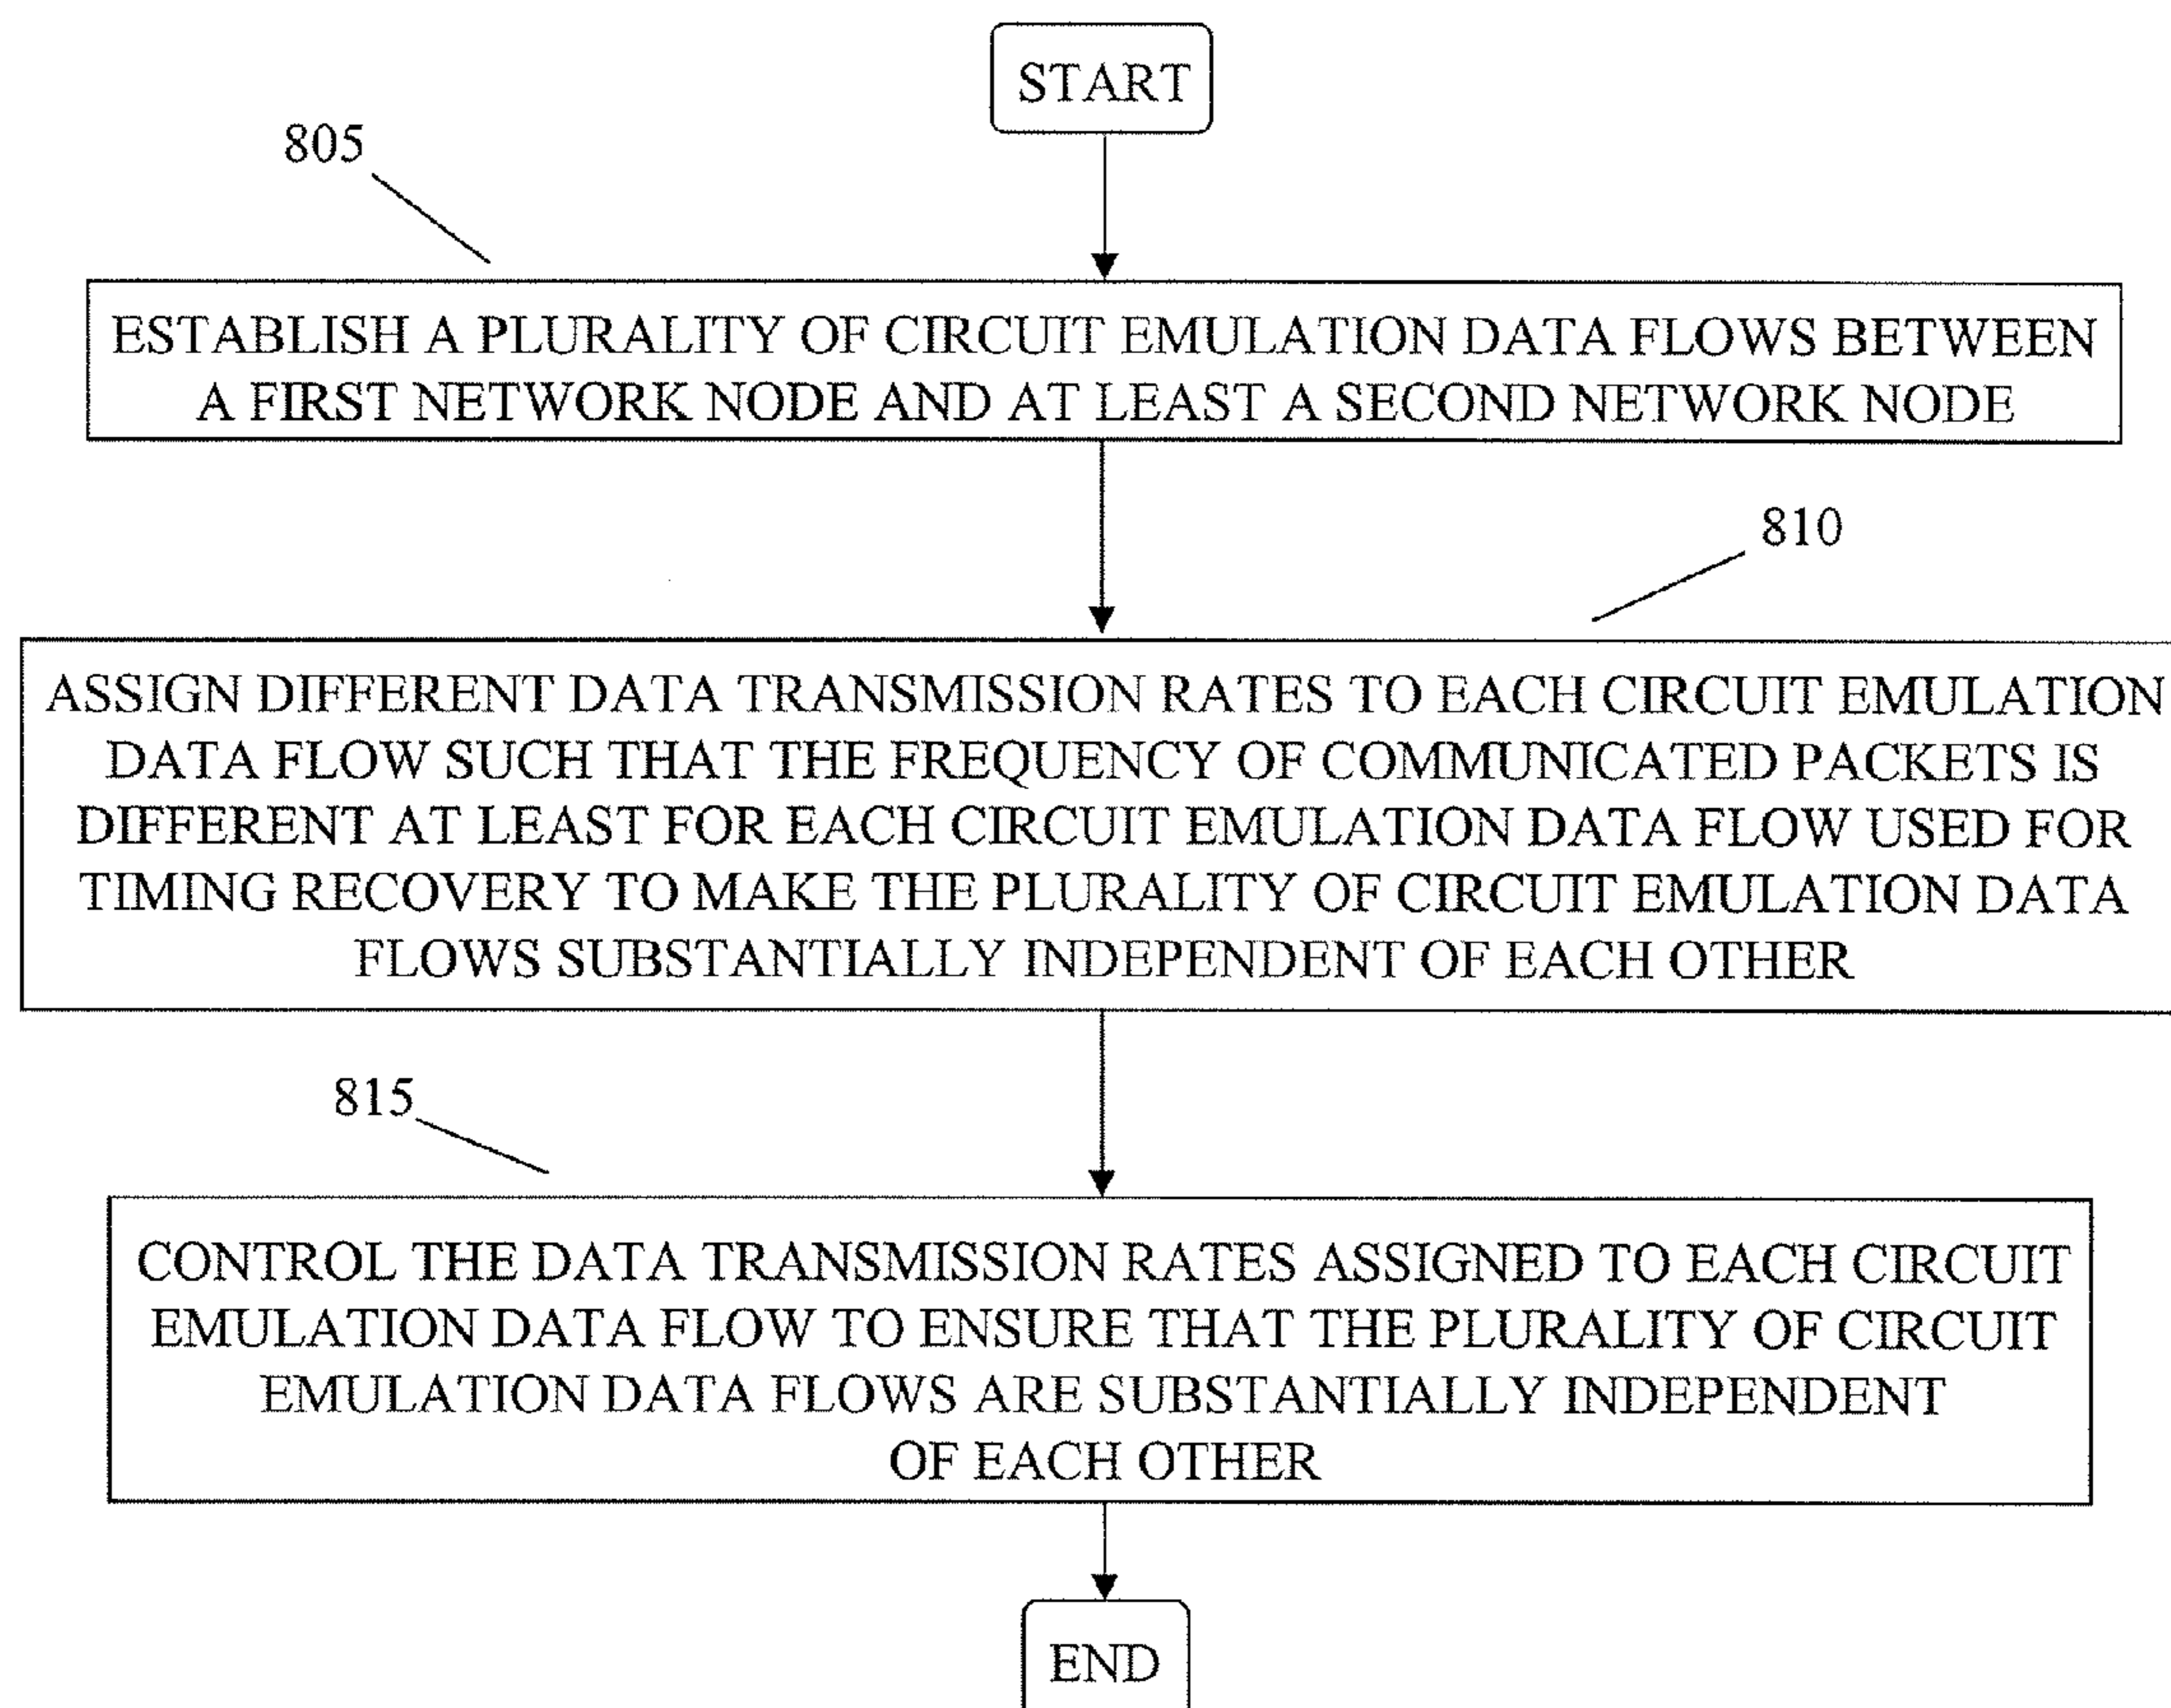 START
805
ESTABLISH A PLURALITY OF CIRCUIT EMULATION DATA FLOWS BETWEEN
A FIRST NETWORK NODE AND AT LEAST A SECOND NETWORK NODE
810
ASSIGN DIFFERENT DATA TRANSMISSION RATES TO EACH CIRCUIT EMULATION
DATA FLOW SUCH THAT THE FREQUENCY OF COMMUNICATED PACKETS IS
DIFFERENT AT LEAST FOR EACH CIRCUIT EMULATION DATA FLOW USED FOR
TIMING RECOVERY TO MAKE THE PLURALITY OF CIRCUIT EMULATION DATA
FLOWS SUBSTANTIALLY INDEPENDENT OF EACH OTHER
815
CONTROL THE DATA TRANSMISSION RATES ASSIGNED TO EACH CIRCUIT
EMULATION DATA FLOW TO ENSURE THAT THE PLURALITY OF CIRCUIT
EMULATION DATA FLOWS ARE SUBSTANTIALLY INDEPENDENT
OF EACH OTHER
END